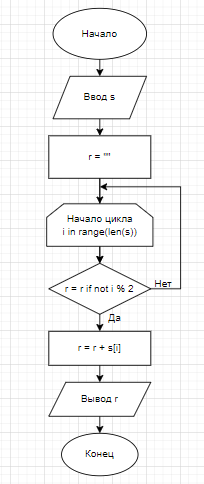 Начало
Ввод s
r = ""
Начало цикла
i in range(len(s))
r = r if not i % 2
Нет
Да
r = r + s[i]
Вывод r
Конец